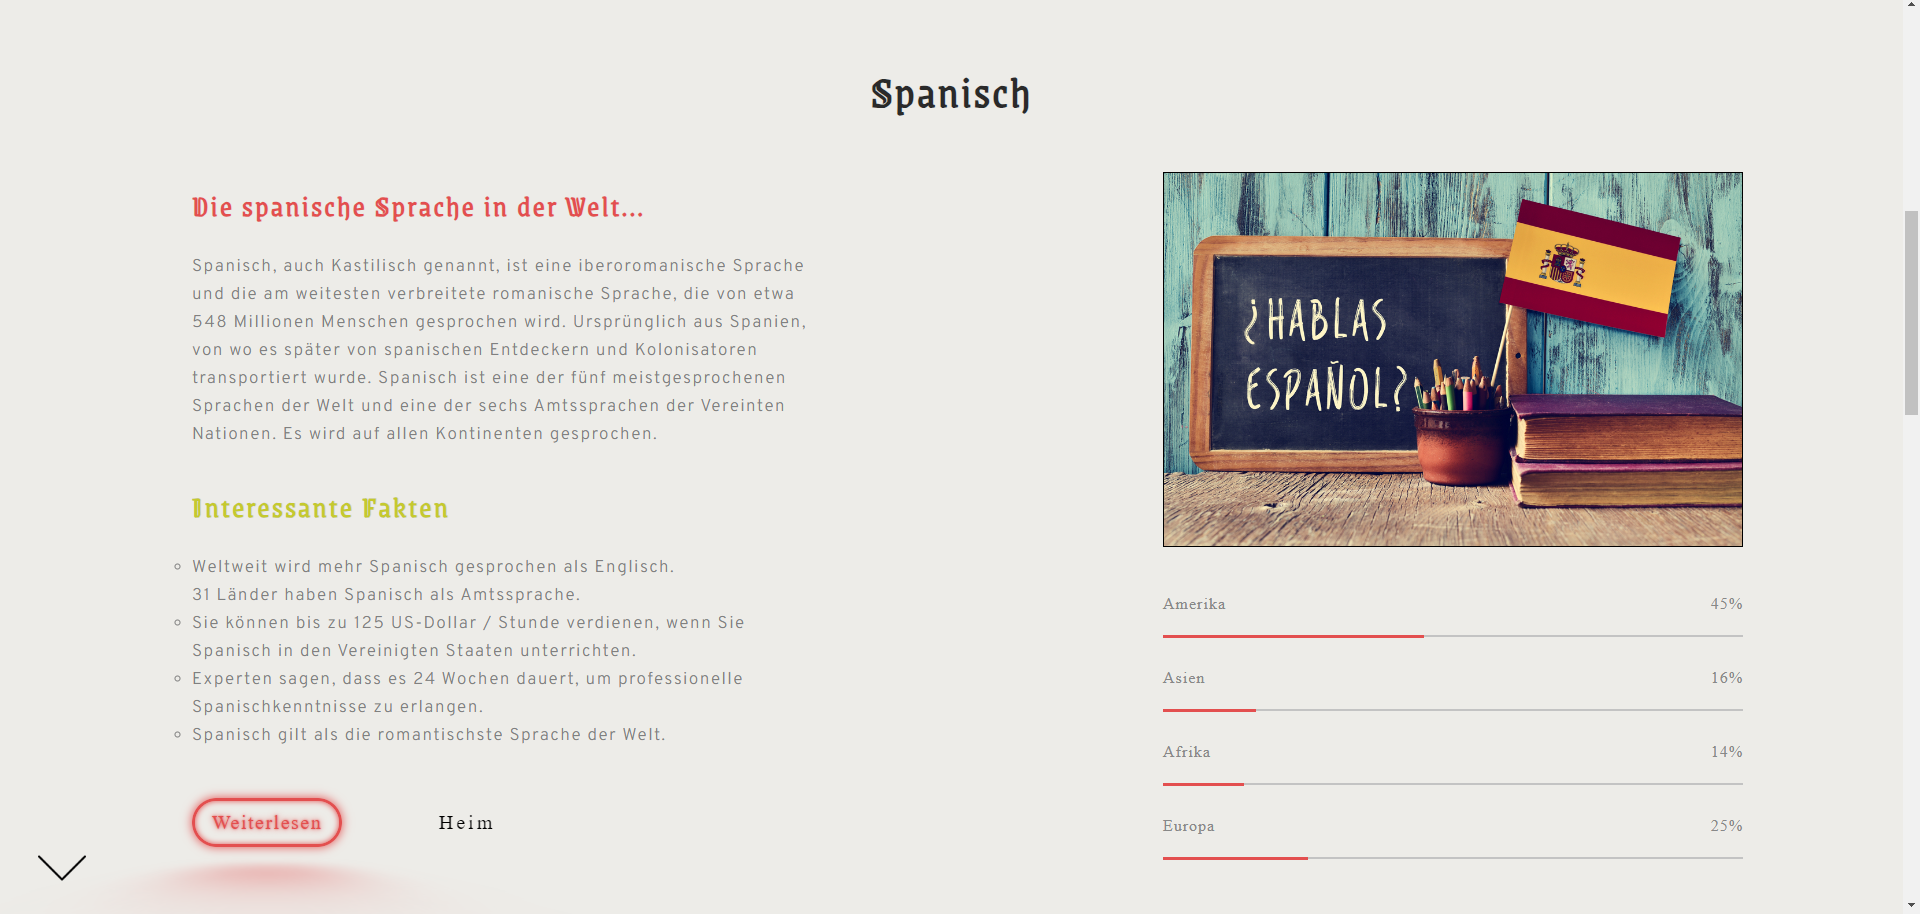 Spanisch
Die spanische Sprache in der Welt...
Spanisch, auch Kastilisch genannt, ist eine iberoromanische Sprache
und die am weitesten verbreitete romanische Sprache, die von etwa
548 Millionen Menschen gesprochen wird. Ursprünglich aus Spanien,
von wo es später von spanischen Entdeckern und Kolonisatoren
transportiert wurde. Spanisch ist eine der fünf meistgesprochenen
Sprachen der Welt und eine der sechs Amtssprachen der Vereinten
Nationen. Es wird auf allen Kontinenten gesprochen.
Interessante Fakten
Weltweit wird mehr Spanisch gesprochen als Englisch.
31 Länder haben Spanisch als Amtssprache.
Sie können bis zu 125 US-Dollar / Stunde verdienen, wenn Sie
Spanisch in den Vereinigten Staaten unterrichten.
Experten sagen, dass es 24 Wochen dauert, um professionelle
Spanischkenntnisse zu erlangen.
Spanisch gilt als die romantischste Sprache der Welt.
Weiterlesen
Heim
¿HABLAS
ESPAÑOL?
Amerika 45%
Asien 16%
Afrika 14%
Europa 25%